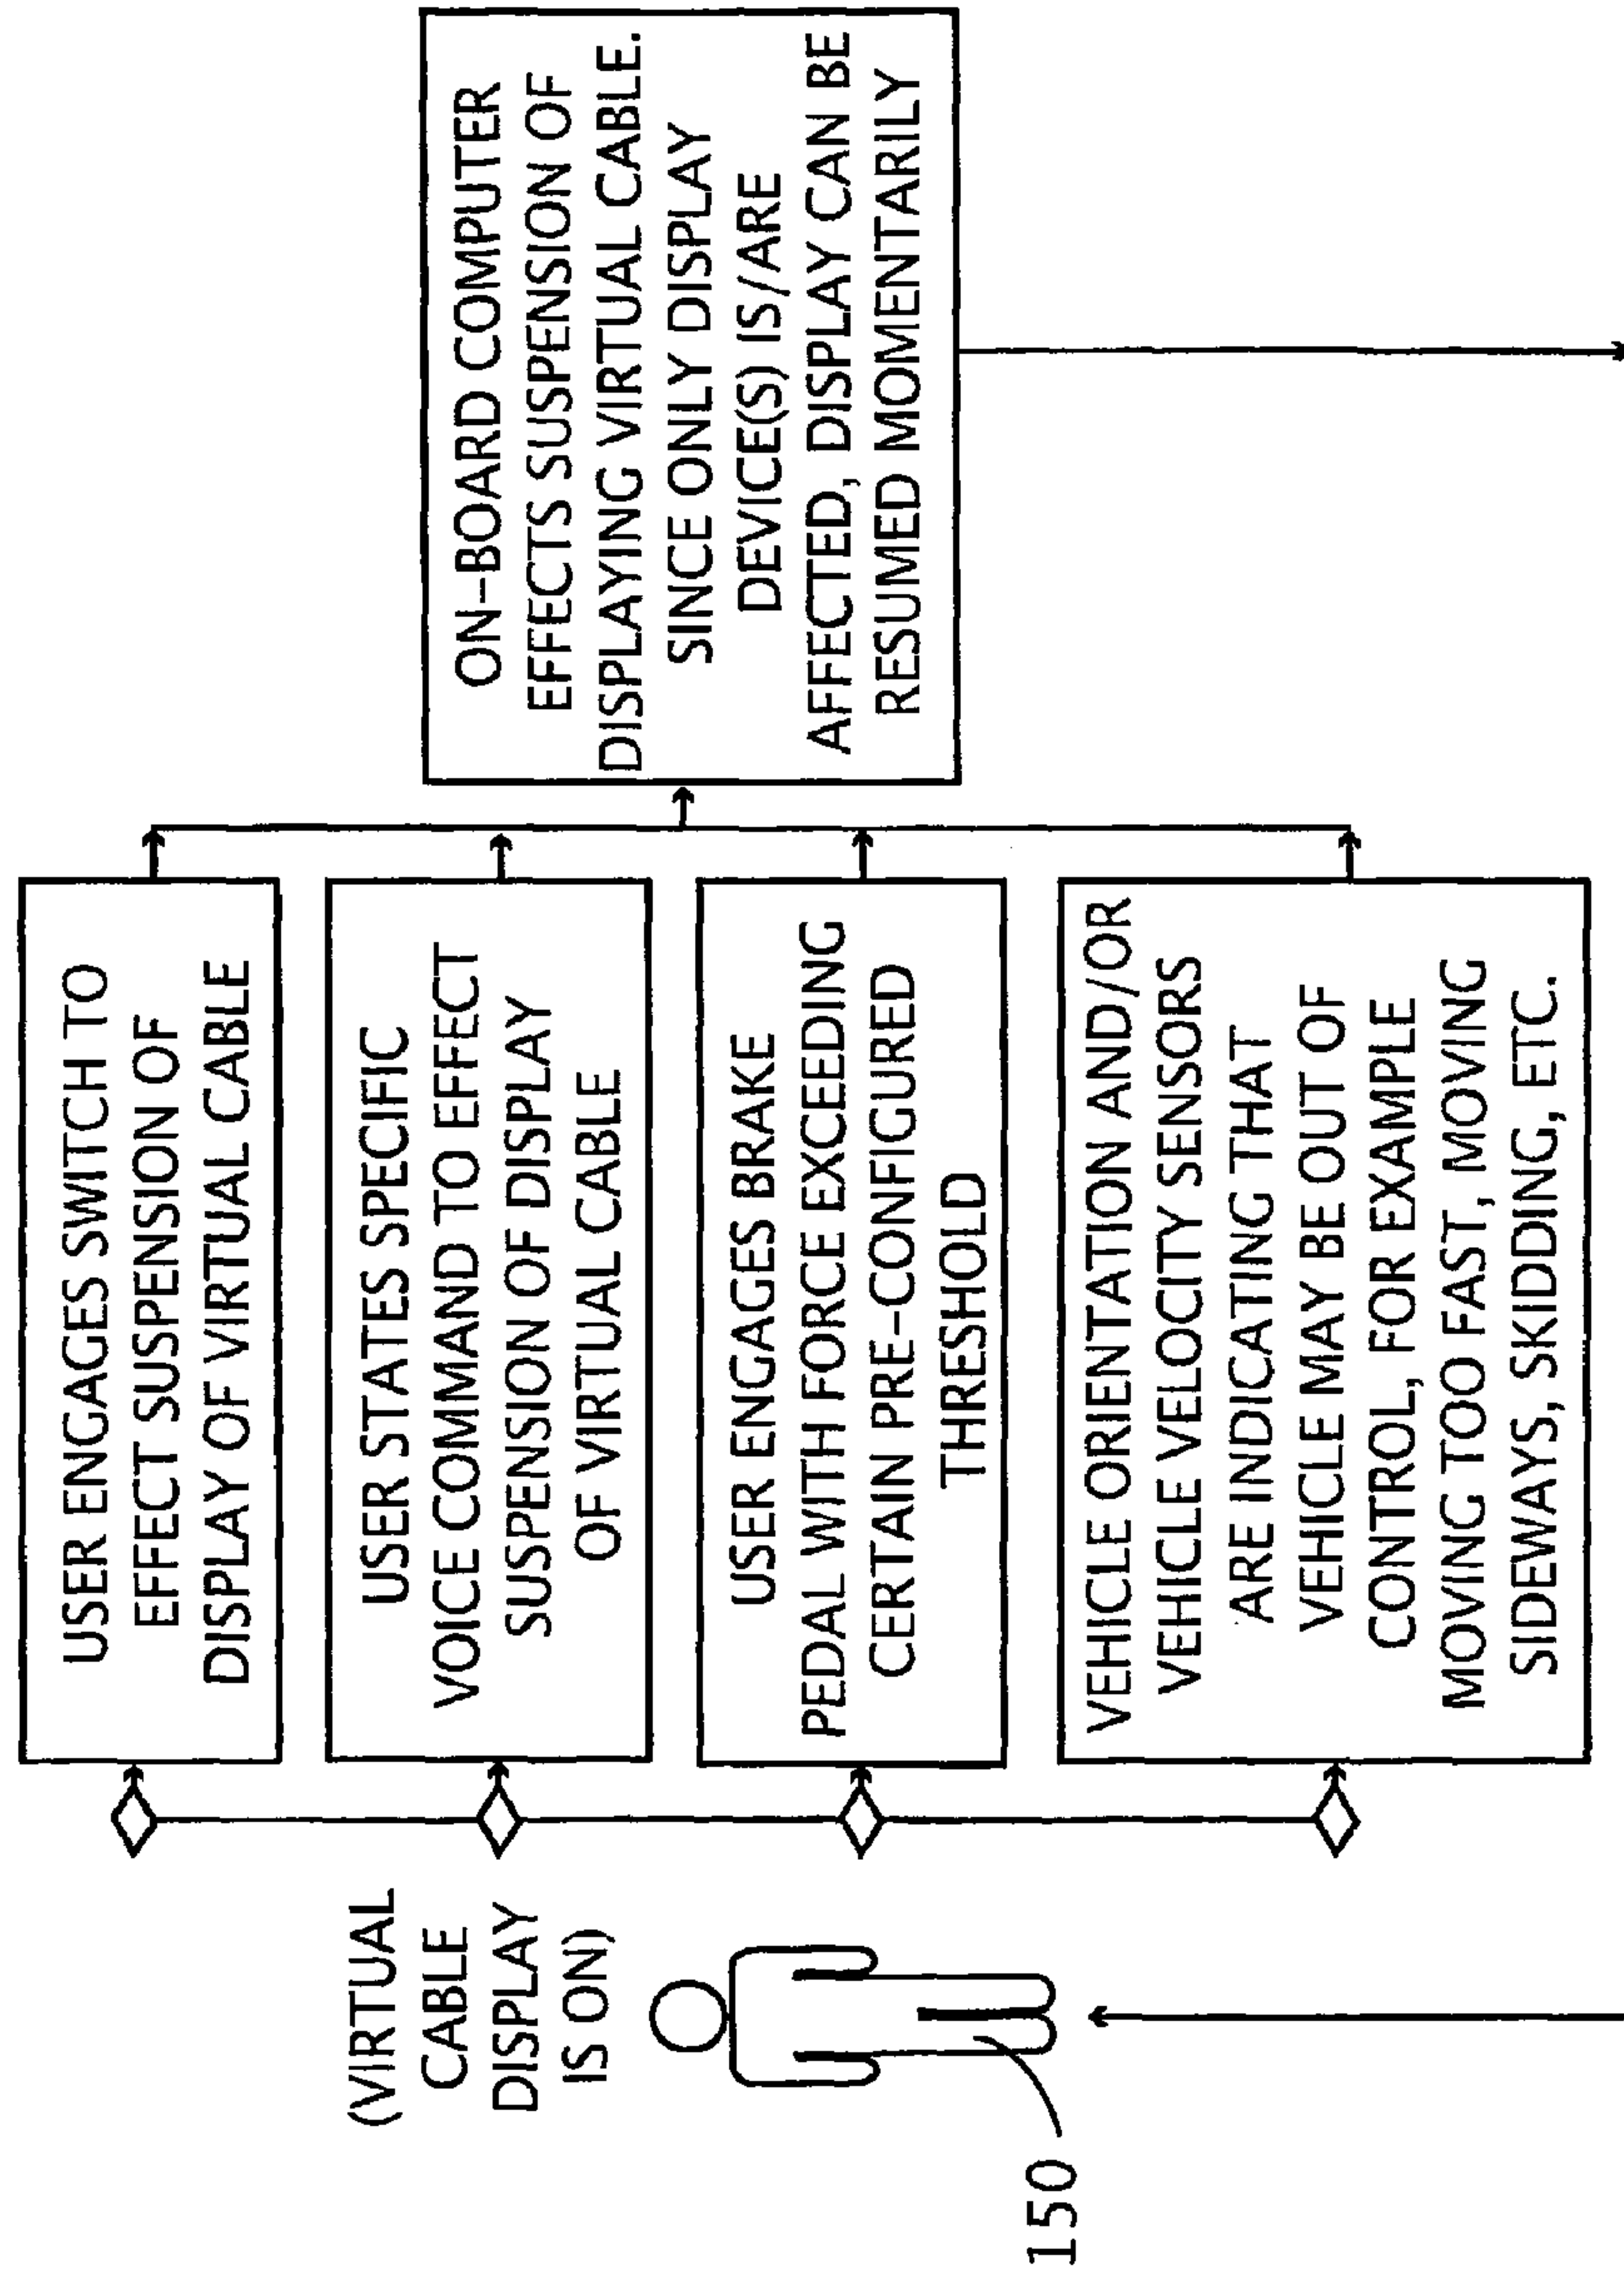 (VIRTUAL
CABLE
DISPLAY
IS ON)
150
USER ENGAGES SWITCH TO
EFFECT SUSPENSION OF
DISPLAY OF VIRTUAL CABLE
USER STATES SPECIFIC
VOICE COMMAND TO EFFECT
SUSPENSION OF DISPLAY
OF VIRTUAL CABLE
USER ENGAGES BRAKE
PEDAL WITH FORCE EXCEEDING
CERTAIN PRE-CONFIGURED
THRESHOLD
VEHICLE ORIENTATION AND/OR
VEHICLE VELOCITY SENSORS
ARE INDICATING THAT
VEHICLE MAY BE OUT OF
CONTROL, FOR EXAMPLE
MOVING TOO FAST, MOVING
SIDEWAYS, SKIDDING, ETC.
ON-BOARD COMPUTER
EFFECTS SUSPENSION OF
DISPLAYING VIRTUAL CABLE.
SINCE ONLY DISPLAY
DEVICE(S) IS/ARE
AFFECTED, DISPLAY CAN BE
RESUMED MOMENTARILY